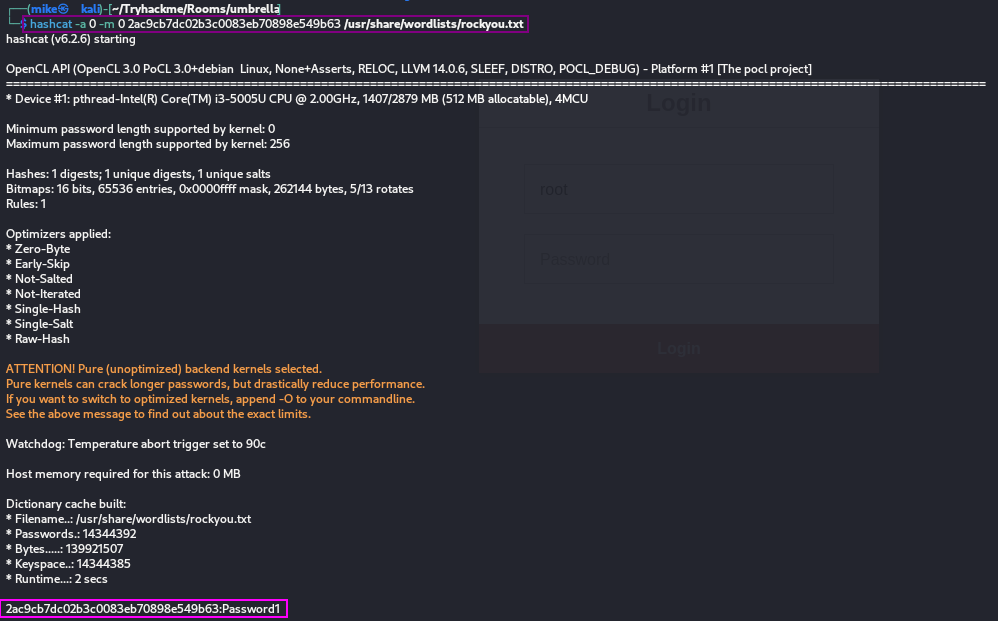 (mike㉿kali)-[~/Tryhackme/Rooms/umbrella]
$ hashcat -a 0 -m 0 2ac9cb7dc02b3c0083eb70898e549b63 /usr/share/wordlists/rockyou.txt
hashcat (v6.2.6) starting
OpenCL API (OpenCL 3.0 PoCL 3.0+debian Linux, None+Asserts, RELOC, LLVM 14.0.6, SLEEF, DISTRO, POCL_DEBUG) - Platform #1 [The pocl project]
==========================================================================================================================================
* Device #1: pthread-Intel(R) Core(TM) i3-5005U CPU @ 2.00GHz, 1407/2879 MB (512 MB allocatable), 4MCU
Login
Minimum password length supported by kernel: 0
Maximum password length supported by kernel: 256
Hashes: 1 digests; 1 unique digests, 1 unique salts
Bitmaps: 16 bits, 65536 entries, 0x0000ffff mask, 262144 bytes, 5/13 rotates
root
Rules: 1
Optimizers applied:
* Zero-Byte
* Early-Skip
Password
* Not-Salted
* Not-Iterated
* Single-Hash
* Single-Salt
* Raw-Hash
Login
ATTENTION! Pure (unoptimized) backend kernels selected.
Pure kernels can crack longer passwords, but drastically reduce performance.
If you want to switch to optimized kernels, append -O to your commandline.
See the above message to find out about the exact limits.
Watchdog: Temperature abort trigger set to 90c
Host memory required for this attack: 0 MB
Dictionary cache built:
* Filename..: /usr/share/wordlists/rockyou.txt
* Passwords.: 14344392
* Bytes.....: 139921507
* Keyspace..: 14344385
* Runtime...: 2 secs
2ac9cb7dc02b3c0083eb70898e549b63:Password1